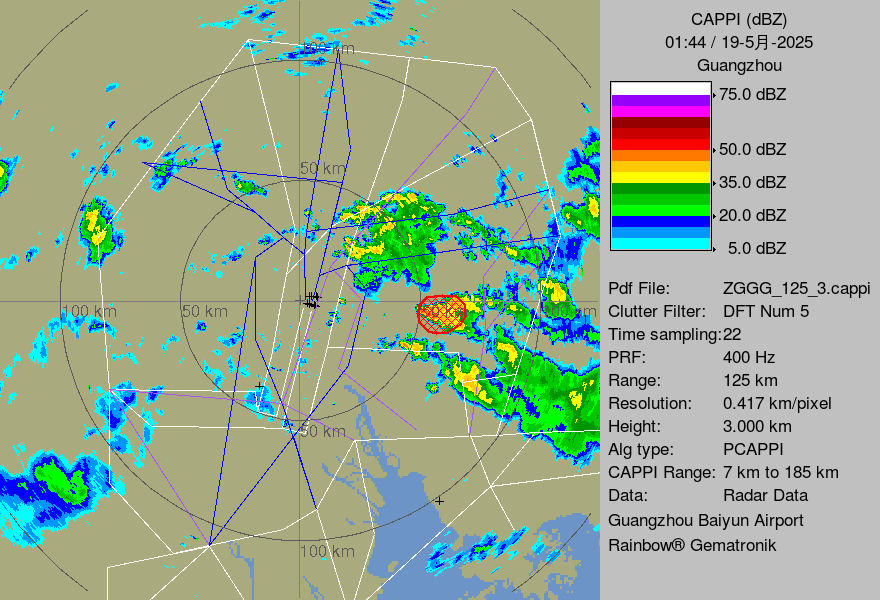 CAPPI (dBZ)
01:44 / 19-5月-2025
Guangzhou
75.0 dBZ
50.0 dBZ
35.0 dBZ
20.0 dBZ
5.0 dBZ
Pdf File: ZGGG_125_3.cappi
Clutter Filter: DFT Num 5
Time sampling:22
PRF: 400 Hz
Range: 125 km
Resolution: 0.417 km/pixel
Height: 3.000 km
Alg type: PCAPPI
CAPPI Range: 7 km to 185 km
Data: Radar Data
Guangzhou Baiyun Airport
Rainbow® Gematronik
100 km
50 km
100 km
50 km
50 km
100 km